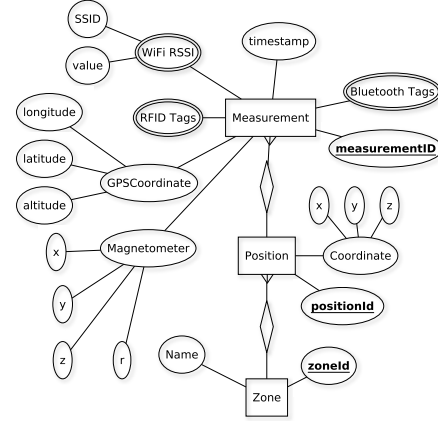 SSID
timestamp
WiFi RSSI
value
Bluetooth Tags
longitude
RFID Tags
Measurement
measurementID
latitude
GPSCoordinate
altitude
x
y
z
Magnetometer
x
Position
Coordinate
y
positionId
z
r
Name
zoneId
Zone